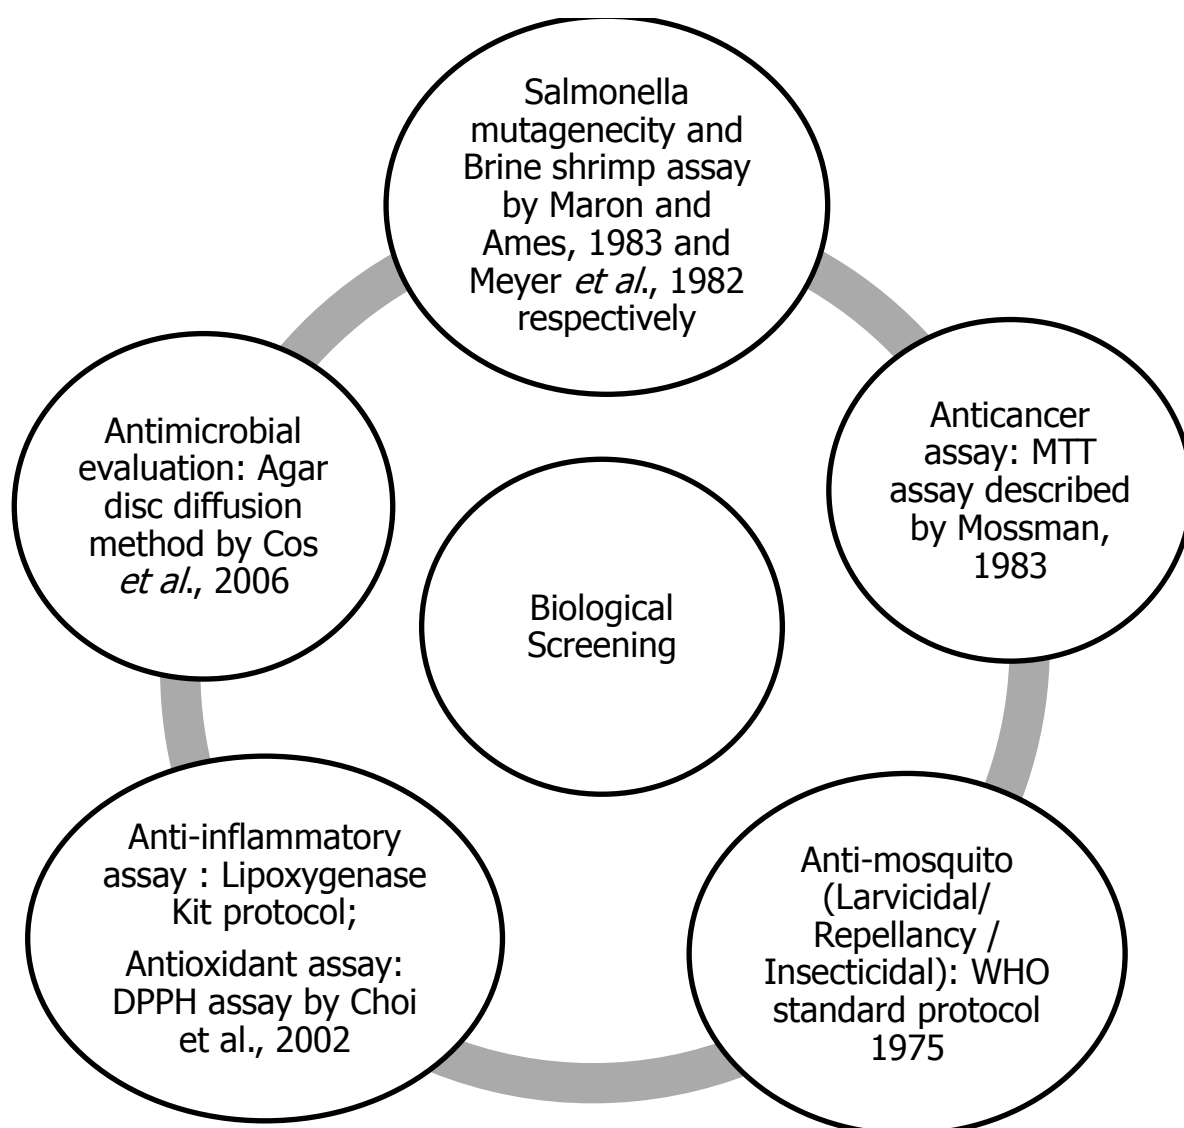 Salmonella
mutagenecity and
Brine shrimp assay
by Maron and
Ames, 1983 and
Meyer et al., 1982
respectively
Anticancer
assay: MTT
assay described
by Mossman,
1983
Anti-mosquito
(Larvicidal/
Repellancy /
Insecticidal): WHO
standard protocol
1975
Anti-inflammatory
assay : Lipoxygenase
Kit protocol;
Antioxidant assay:
DPPH assay by Choi
et al., 2002
Antimicrobial
evaluation: Agar
disc diffusion
method by Cos
et al., 2006
Biological
Screening